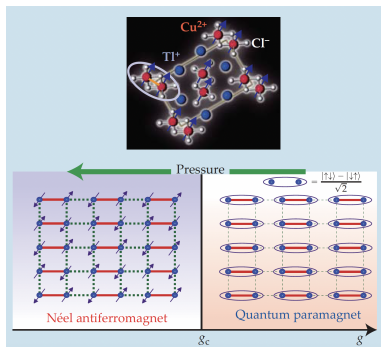 Cu²⁺
Cl⁻
Tl⁺
Pressure
= |↑↓⟩ − |↓↑⟩ / √2
Néel antiferromagnet
Quantum paramagnet
g_c
g